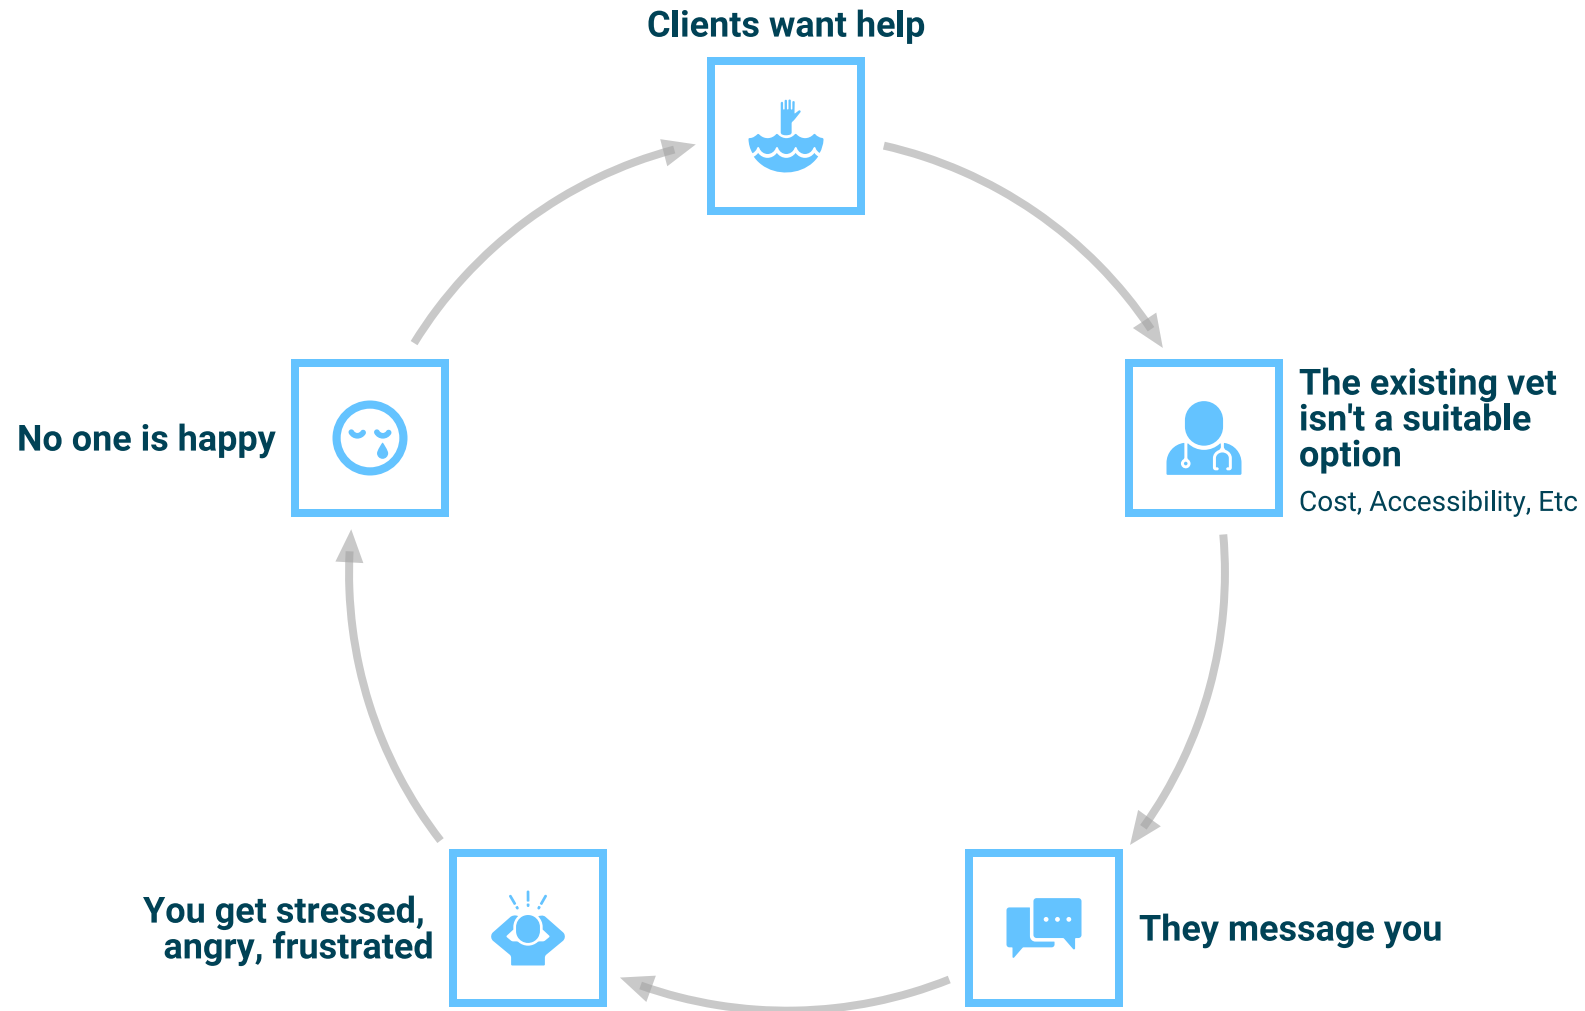 Clients want help
The existing vet
isn't a suitable
option
Cost, Accessibility, Etc
They message you
You get stressed,
angry, frustrated
No one is happy